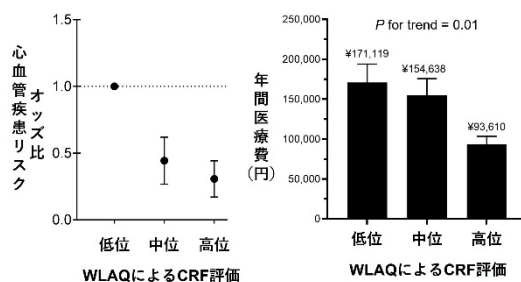 心血管疾患リスク
オッズ比
1.5
1.0
0.5
0.0
低位
中位
高位
WLAQによるCRF評価
年間医療費
(円)
250,000
200,000
150,000
100,000
50,000
0
P for trend = 0.01
¥171,119
¥154,638
¥93,610
低位
中位
高位
WLAQによるCRF評価